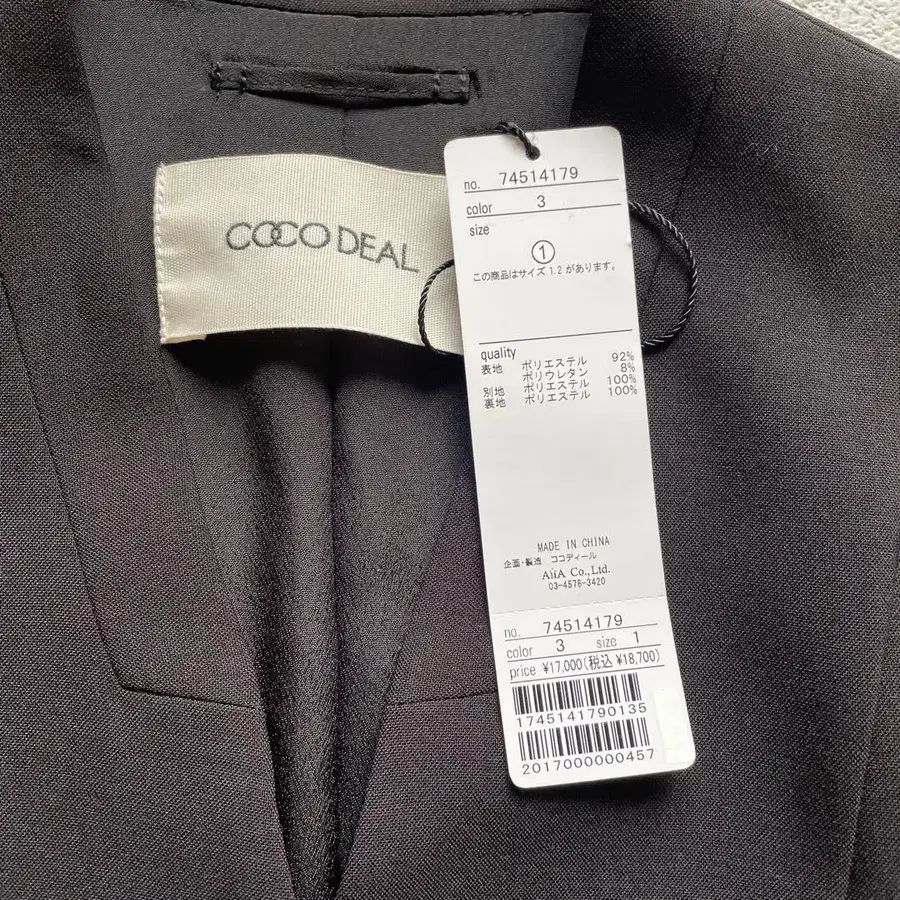 COCO DEAL
no. 74514179
color 3
size
1
この商品はサイズ 1.2 があります。
quality
表地 ポリエステル 92%
ポリウレタン 8%
別地 ポリエステル 100%
裏地 ポリエステル 100%
MADE IN CHINA
企画・製造 ココディール
AiiA Co.,Ltd.
03-4578-3420
no. 74514179
color 3 size 1
price ¥17,000(税込 ¥18,700)
1745141790135
2017000000457